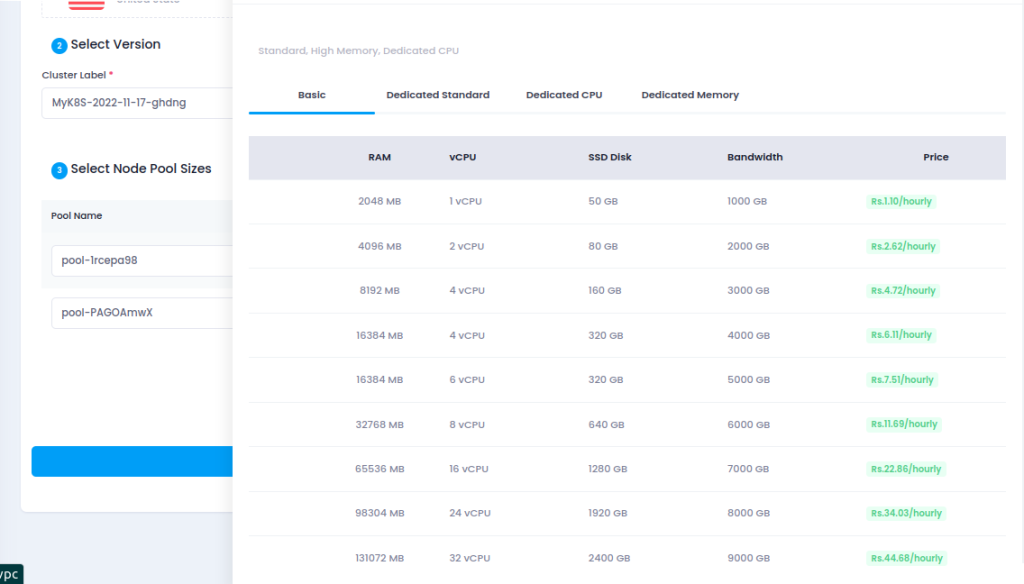 United State
2 Select Version
Cluster Label *
MyK8S-2022-11-17-ghdng
3 Select Node Pool Sizes
Pool Name
pool-1rcepa98
pool-PAGOAmwX
vpc
Standard, High Memory, Dedicated CPU
Basic Dedicated Standard Dedicated CPU Dedicated Memory
RAM vCPU SSD Disk Bandwidth Price
2048 MB 1 vCPU 50 GB 1000 GB Rs.1.10/hourly
4096 MB 2 vCPU 80 GB 2000 GB Rs.2.62/hourly
8192 MB 4 vCPU 160 GB 3000 GB Rs.4.72/hourly
16384 MB 4 vCPU 320 GB 4000 GB Rs.6.11/hourly
16384 MB 6 vCPU 320 GB 5000 GB Rs.7.51/hourly
32768 MB 8 vCPU 640 GB 6000 GB Rs.11.69/hourly
65536 MB 16 vCPU 1280 GB 7000 GB Rs.22.86/hourly
98304 MB 24 vCPU 1920 GB 8000 GB Rs.34.03/hourly
131072 MB 32 vCPU 2400 GB 9000 GB Rs.44.68/hourly